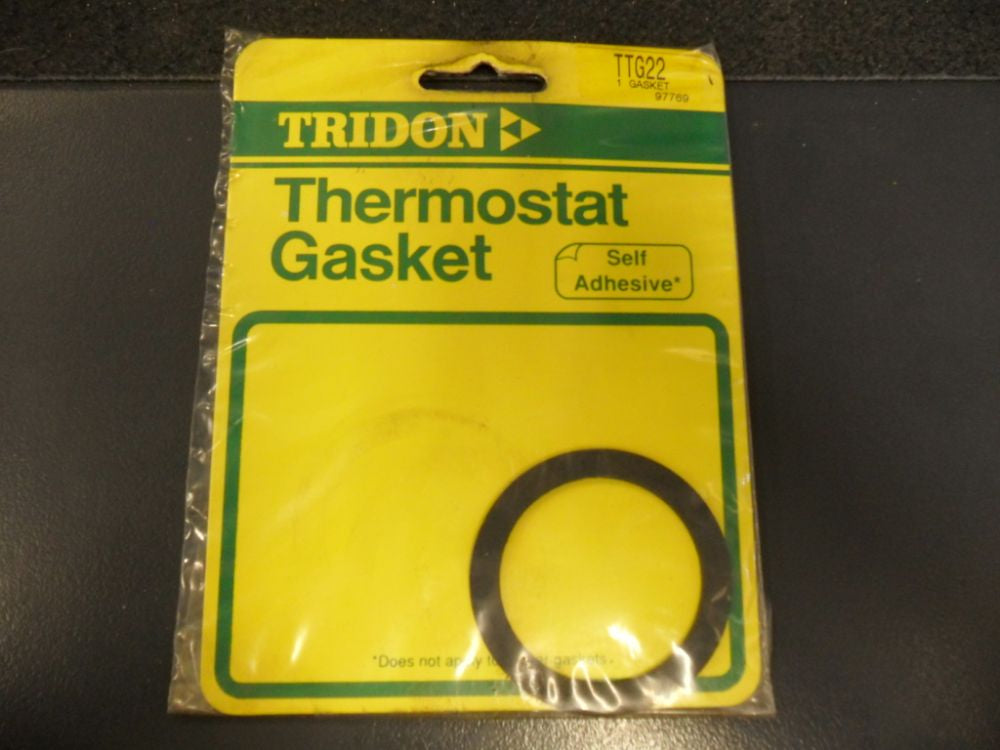 TTG22
1 GASKET
97769
TRIDON
Thermostat
Gasket
Self
Adhesive*
*Does not apply to gaskets.